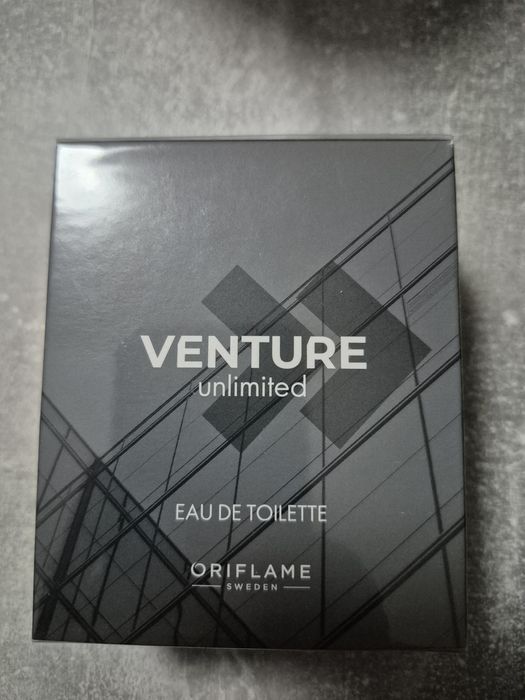 VENTURE
unlimited
EAU DE TOILETTE
ORIFLAME
SWEDEN